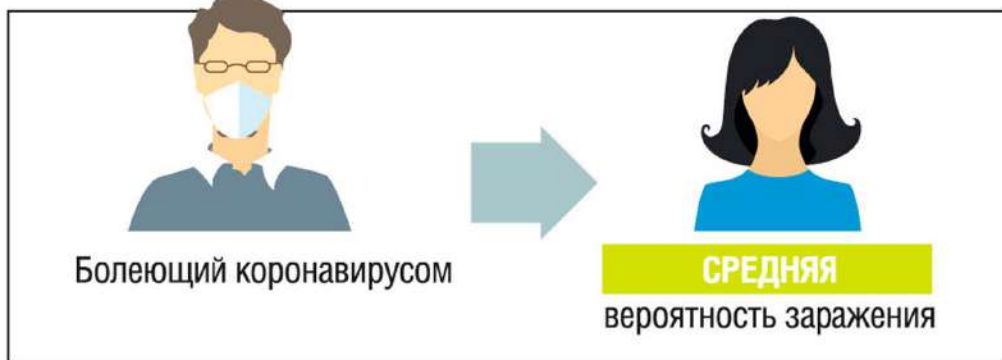 Болеющий коронавирусом
СРЕДНЯЯ
вероятность заражения